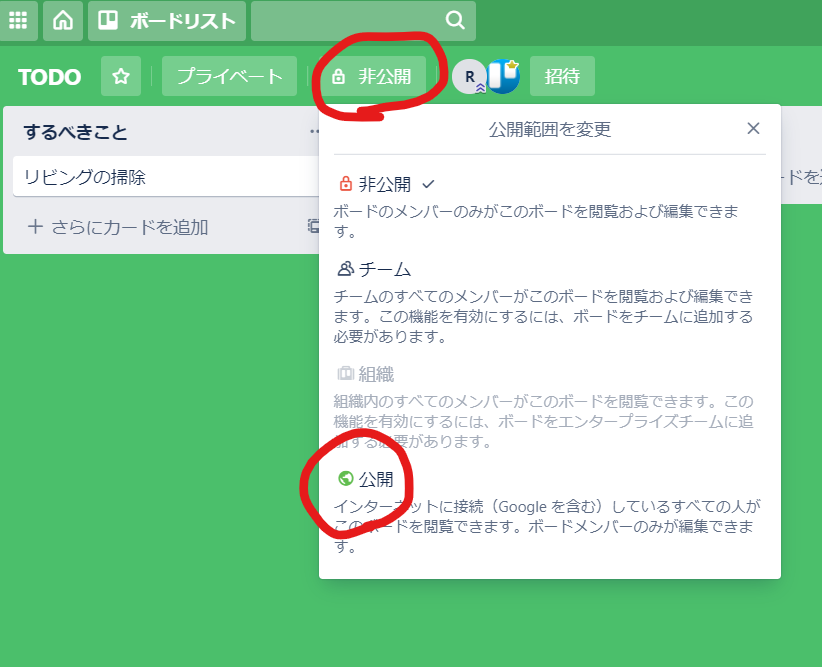 ボードリスト
TODO
プライベート
非公開
R
招待
するべきこと
リビングの掃除
さらにカードを追加
公開範囲を変更
非公開
ボードのメンバーのみがこのボードを閲覧および編集できま
す。
チーム
チームのすべてのメンバーがこのボードを閲覧および編集でき
ます。この機能を有効にするには、ボードをチームに追加する
必要があります。
組織
組織内のすべてのメンバーがこのボードを閲覧できます。この
機能を有効にするには、ボードをエンタープライズチームに追
加する必要があります。
公開
インターネットに接続（Google を含む）しているすべての人が
このボードを閲覧できます。ボードメンバーのみが編集できま
す。